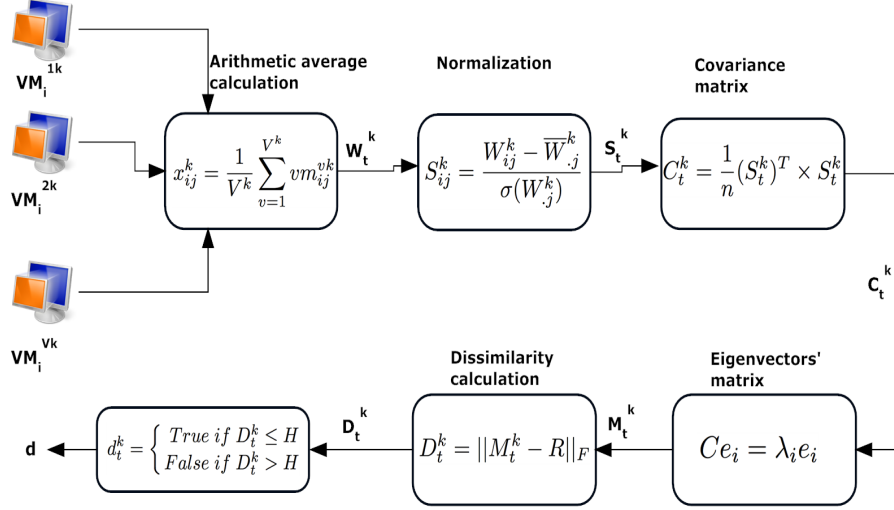 VM_i^{1k}
Arithmetic average
calculation
Normalization
Covariance
matrix
VM_i^{2k}
x_{ij}^k = \frac{1}{V^k} \sum_{v=1}^{V^k} vm_{ij}^{vk}
W_t^k
S_{ij}^k = \frac{W_{ij}^k - \overline{W}_{.j}^k}{\sigma(W_{.j}^k)}
S_t^k
C_t^k = \frac{1}{n}(S_t^k)^T \times S_t^k
C_t^k
VM_i^{Vk}
Dissimilarity
calculation
Eigenvectors'
matrix
d
d_t^k = \begin{cases} True if D_t^k \leq H \\ False if D_t^k > H \end{cases}
D_t^k
D_t^k = ||M_t^k - R||_F
M_t^k
Ce_i = \lambda_i e_i